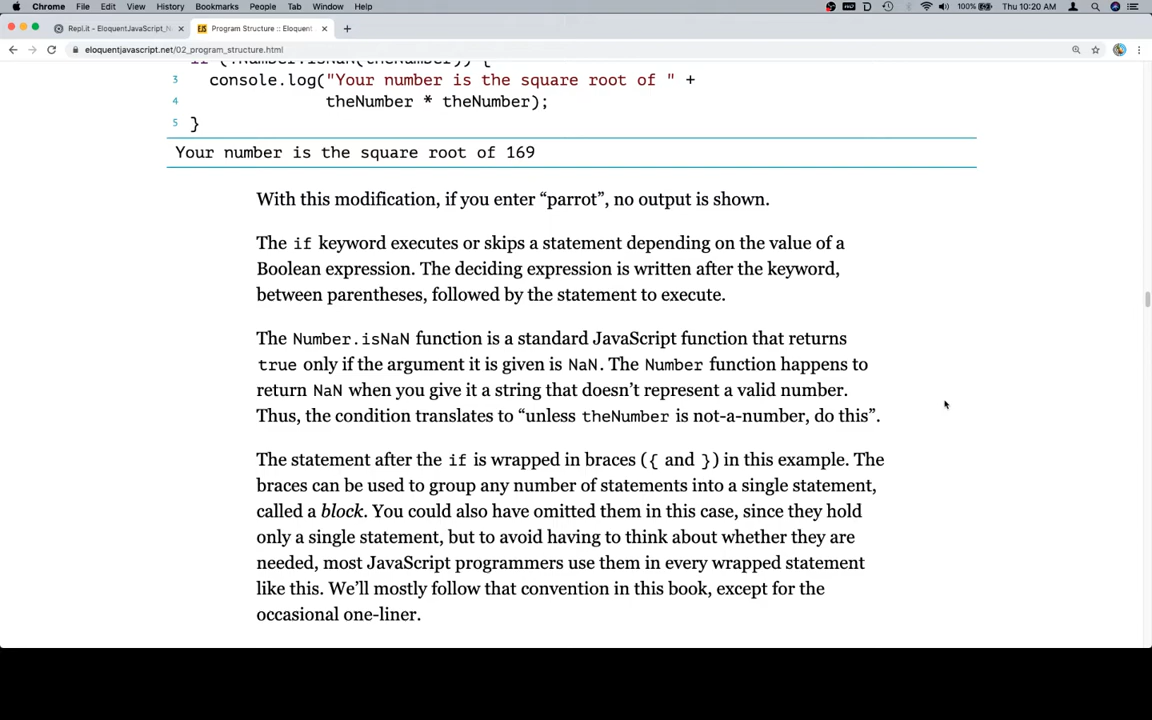 Chrome File Edit View History Bookmarks People Tab Window Help 100% Thu 10:20 AM
Repl.it - EloquentJavaScript_N × Program Structure :: Eloquent × +
eloquentjavascript.net/02_program_structure.html
if (!Number.isNaN(theNumber)) {
3 console.log("Your number is the square root of " +
4 theNumber * theNumber);
5 }
Your number is the square root of 169
With this modification, if you enter “parrot”, no output is shown.
The if keyword executes or skips a statement depending on the value of a
Boolean expression. The deciding expression is written after the keyword,
between parentheses, followed by the statement to execute.
The Number.isNaN function is a standard JavaScript function that returns
true only if the argument it is given is NaN. The Number function happens to
return NaN when you give it a string that doesn’t represent a valid number.
Thus, the condition translates to “unless theNumber is not-a-number, do this”.
The statement after the if is wrapped in braces ({ and }) in this example. The
braces can be used to group any number of statements into a single statement,
called a block. You could also have omitted them in this case, since they hold
only a single statement, but to avoid having to think about whether they are
needed, most JavaScript programmers use them in every wrapped statement
like this. We’ll mostly follow that convention in this book, except for the
occasional one-liner.